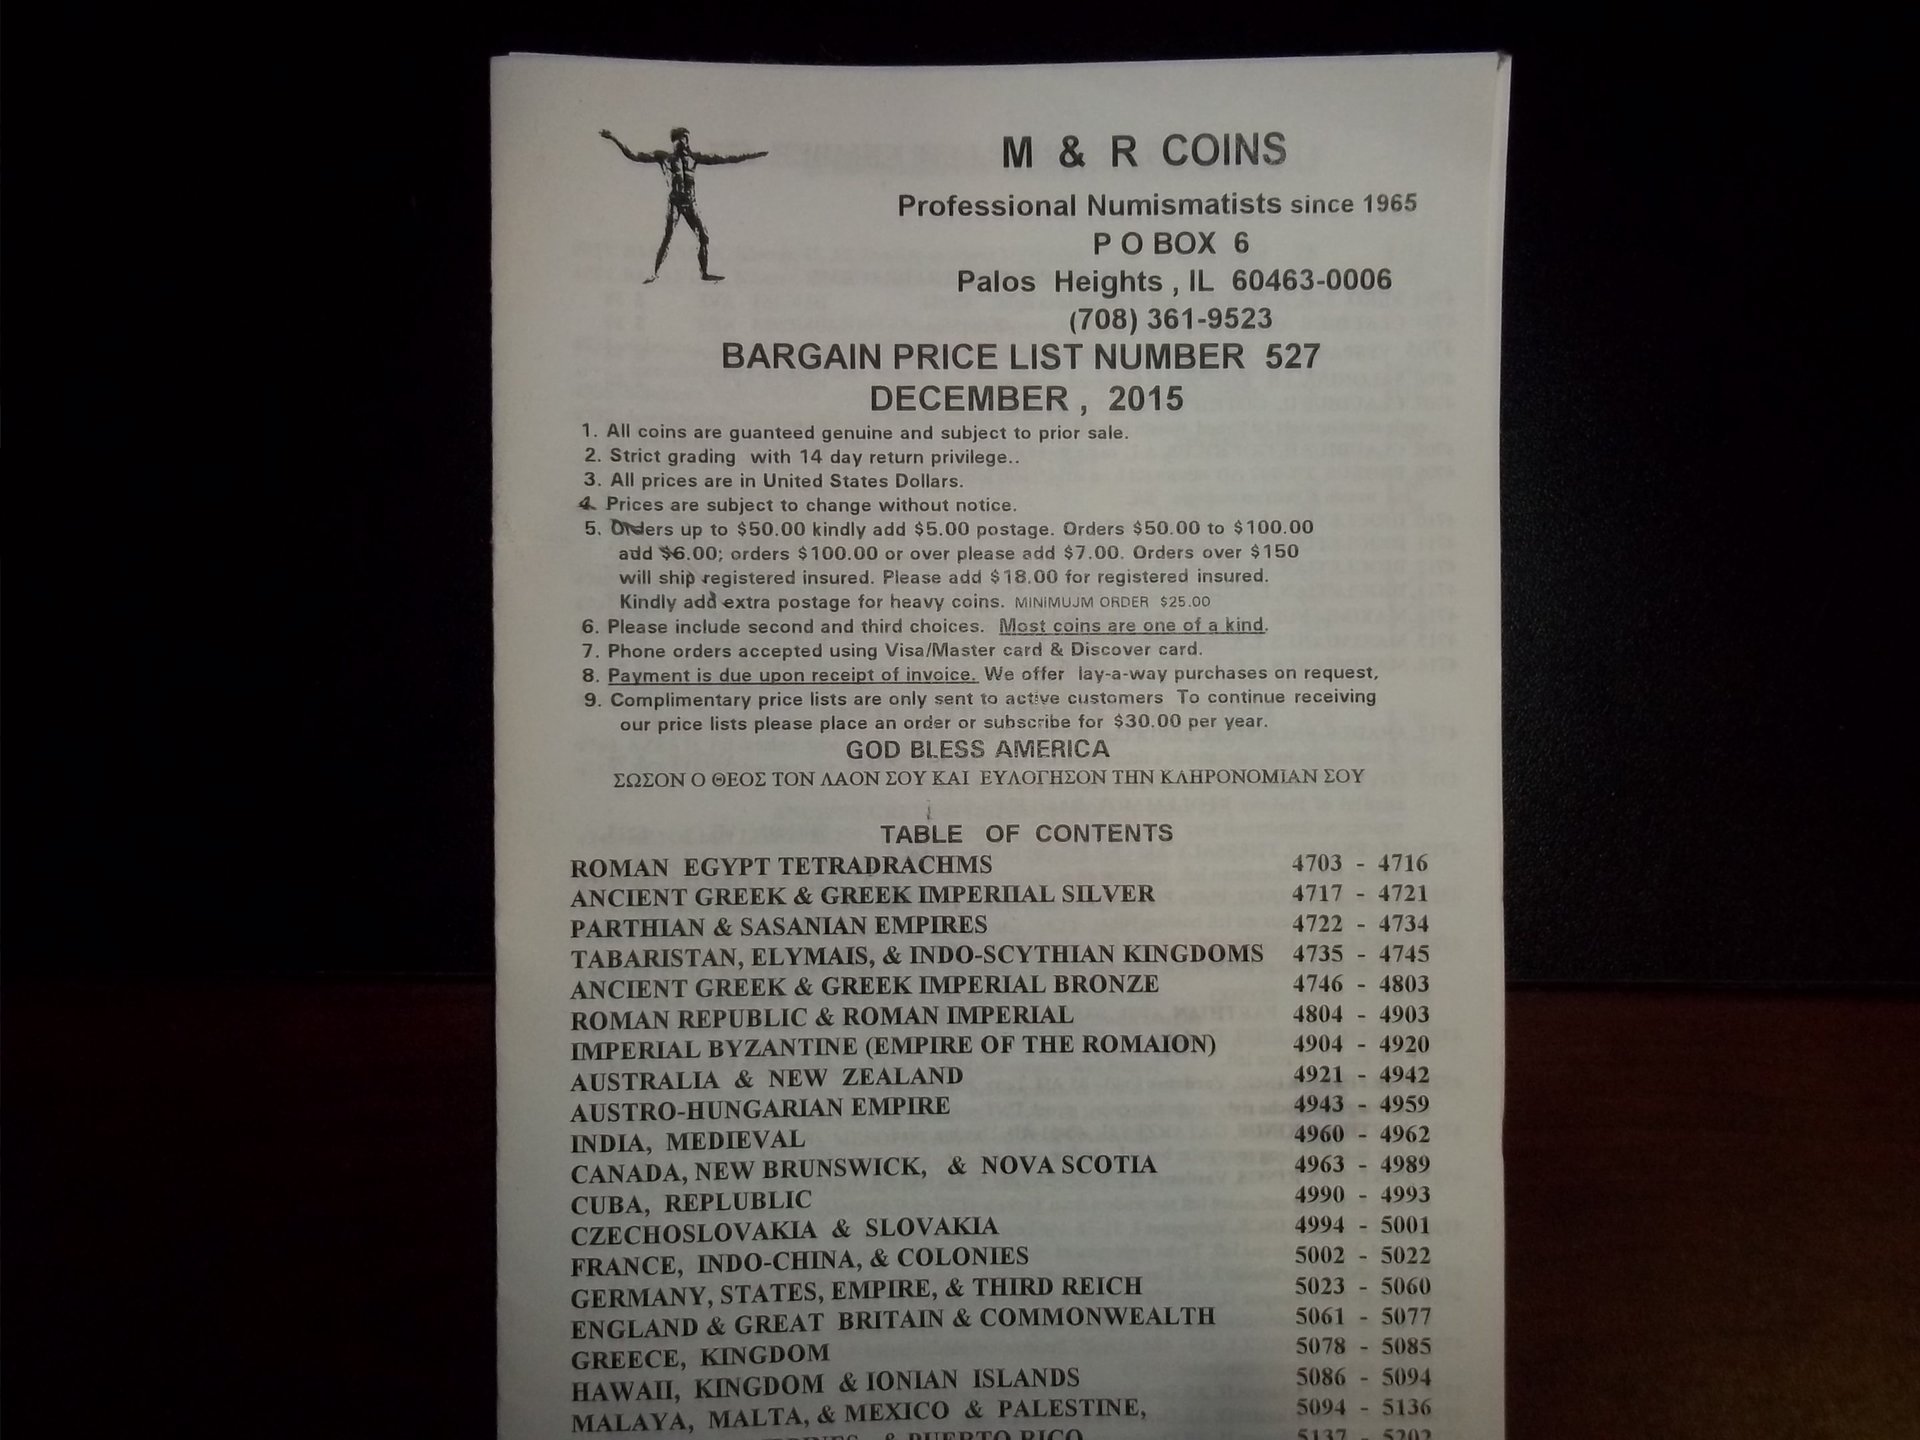 M & R COINS
Professional Numismatists since 1965
P O BOX 6
Palos Heights , IL 60463-0006
(708) 361-9523
BARGAIN PRICE LIST NUMBER 527
DECEMBER , 2015
1. All coins are guanteed genuine and subject to prior sale.
2. Strict grading with 14 day return privilege..
3. All prices are in United States Dollars.
4. Prices are subject to change without notice.
5. Orders up to $50.00 kindly add $5.00 postage. Orders $50.00 to $100.00
add $6.00; orders $100.00 or over please add $7.00. Orders over $150
will ship registered insured. Please add $18.00 for registered insured.
Kindly add extra postage for heavy coins. MINIMUJM ORDER $25.00
6. Please include second and third choices. Most coins are one of a kind.
7. Phone orders accepted using Visa/Master card & Discover card.
8. Payment is due upon receipt of invoice. We offer lay-a-way purchases on request,
9. Complimentary price lists are only sent to active customers To continue receiving
our price lists please place an order or subscribe for $30.00 per year.
GOD BLESS AMERICA
ΣΩΣΟΝ Ο ΘΕΟΣ ΤΟΝ ΛΑΟΝ ΣΟΥ ΚΑΙ ΕΥΛΟΓΗΣΟΝ ΤΗΝ ΚΛΗΡΟΝΟΜΙΑΝ ΣΟΥ
TABLE OF CONTENTS
ROMAN EGYPT TETRADRACHMS 4703 - 4716
ANCIENT GREEK & GREEK IMPERIIAL SILVER 4717 - 4721
PARTHIAN & SASANIAN EMPIRES 4722 - 4734
TABARISTAN, ELYMAIS, & INDO-SCYTHIAN KINGDOMS 4735 - 4745
ANCIENT GREEK & GREEK IMPERIAL BRONZE 4746 - 4803
ROMAN REPUBLIC & ROMAN IMPERIAL 4804 - 4903
IMPERIAL BYZANTINE (EMPIRE OF THE ROMAION) 4904 - 4920
AUSTRALIA & NEW ZEALAND 4921 - 4942
AUSTRO-HUNGARIAN EMPIRE 4943 - 4959
INDIA, MEDIEVAL 4960 - 4962
CANADA, NEW BRUNSWICK, & NOVA SCOTIA 4963 - 4989
CUBA, REPLUBLIC 4990 - 4993
CZECHOSLOVAKIA & SLOVAKIA 4994 - 5001
FRANCE, INDO-CHINA, & COLONIES 5002 - 5022
GERMANY, STATES, EMPIRE, & THIRD REICH 5023 - 5060
ENGLAND & GREAT BRITAIN & COMMONWEALTH 5061 - 5077
GREECE, KINGDOM 5078 - 5085
HAWAII, KINGDOM & IONIAN ISLANDS 5086 - 5094
MALAYA, MALTA, & MEXICO & PALESTINE, 5094 - 5136
& PUERTO RICO 5137 - 5202